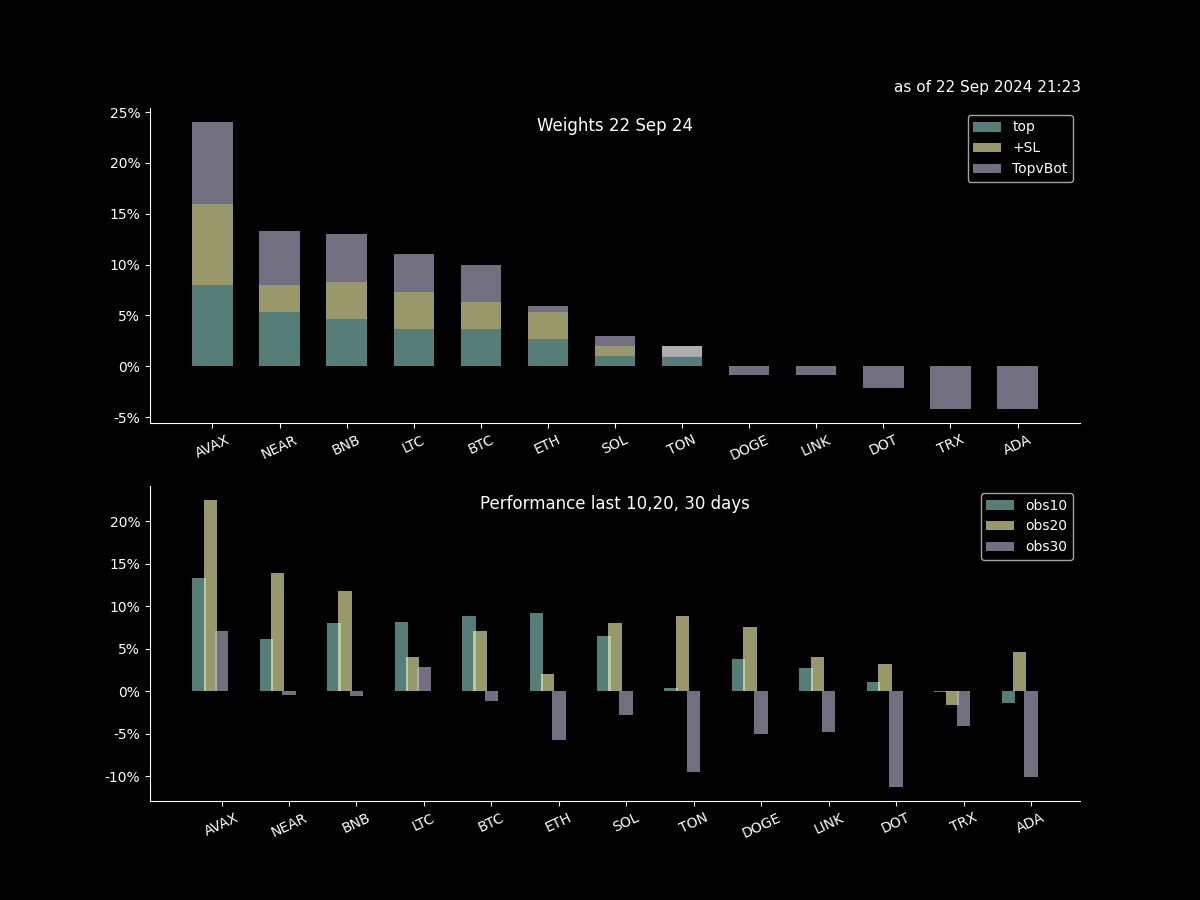 as of 22 Sep 2024 21:23
Weights 22 Sep 24
top
+SL
TopvBot
25%
20%
15%
10%
5%
0%
-5%
AVAX NEAR BNB LTC BTC ETH SOL TON DOGE LINK DOT TRX ADA
Performance last 10,20, 30 days
obs10
obs20
obs30
20%
15%
10%
5%
0%
-5%
-10%
AVAX NEAR BNB LTC BTC ETH SOL TON DOGE LINK DOT TRX ADA